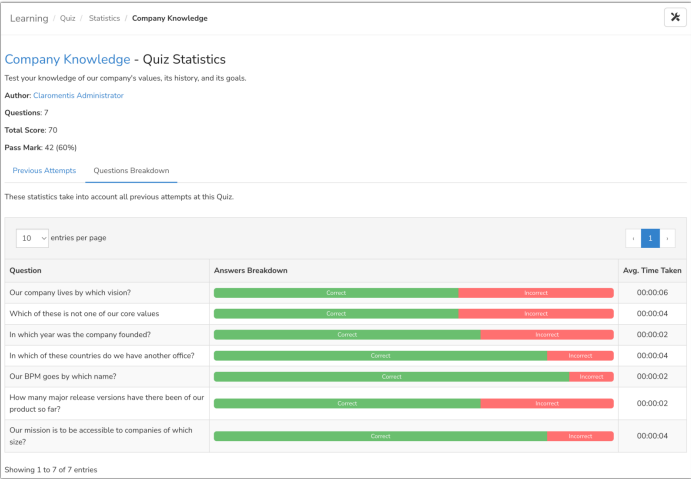 Learning / Quiz / Statistics / Company Knowledge
Company Knowledge - Quiz Statistics
Test your knowledge of our company's values, its history, and its goals.
Author: Claromentis Administrator
Questions: 7
Total Score: 70
Pass Mark: 42 (60%)
Previous Attempts Questions Breakdown
These statistics take into account all previous attempts at this Quiz.
10 entries per page ‹ 1 ›
Question Answers Breakdown Avg. Time Taken
Our company lives by which vision? Correct Incorrect 00:00:06
Which of these is not one of our core values Correct Incorrect 00:00:04
In which year was the company founded? Correct Incorrect 00:00:02
In which of these countries do we have another office? Correct Incorrect 00:00:04
Our BPM goes by which name? Correct Incorrect 00:00:02
How many major release versions have there been of our
product so far? Correct Incorrect 00:00:02
Our mission is to be accessible to companies of which
size? Correct Incorrect 00:00:04
Showing 1 to 7 of 7 entries